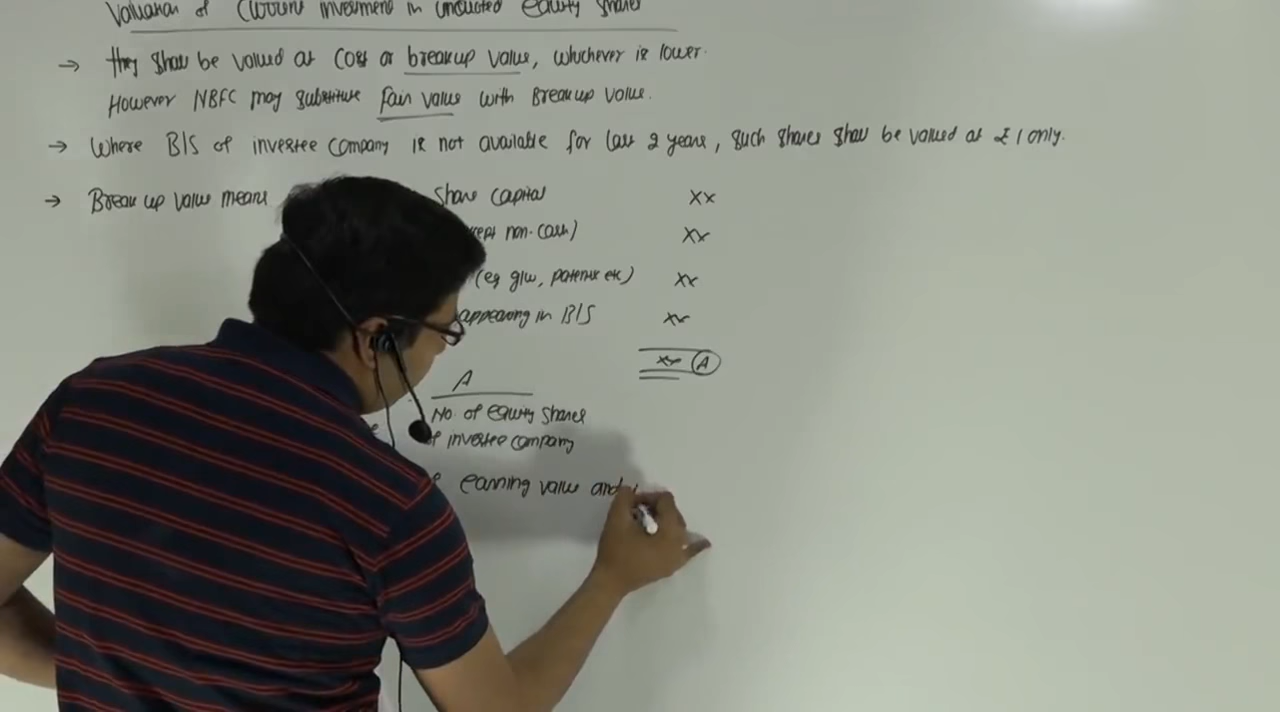 Valuation of Current investment in unquoted equity shares
→ they shall be valued at Cost or breakup value, whichever is lower.
However NBFC may substitute fair value with Breakup value.
→ Where B/S of investee company is not available for last 2 years, such shares shall be valued at ₹1 only.
→ Break up value means Share capital XX
non-cash) XX
(eg g/w, patents etc) XX
appearing in B/S XX
XX A
A
No. of equity shares
of investee company
earning value and